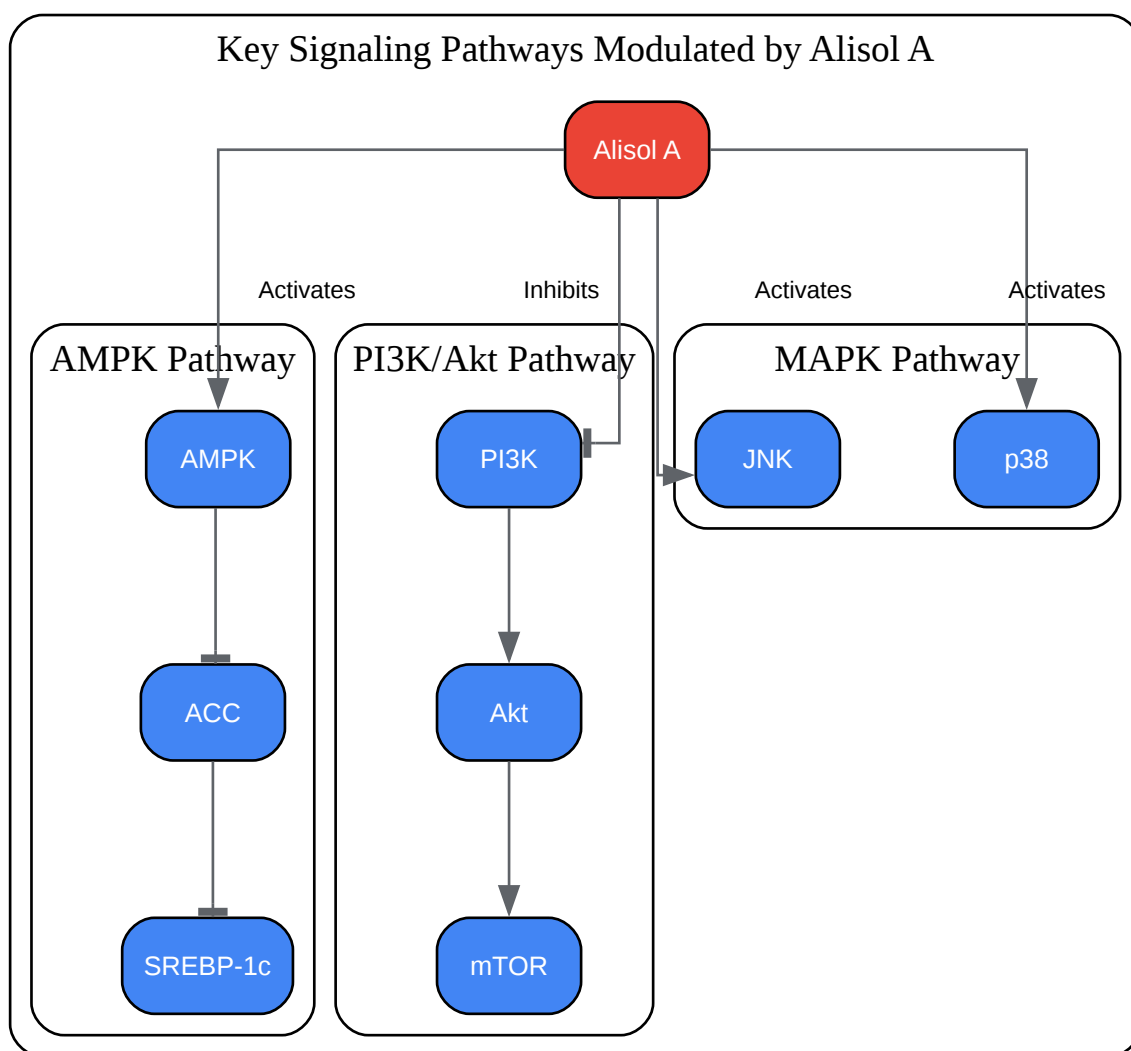 Key Signaling Pathways Modulated by Alisol A
Alisol A
Activates
Inhibits
Activates
Activates
AMPK Pathway
PI3K/Akt Pathway
MAPK Pathway
AMPK
PI3K
JNK
p38
ACC
Akt
SREBP-1c
mTOR